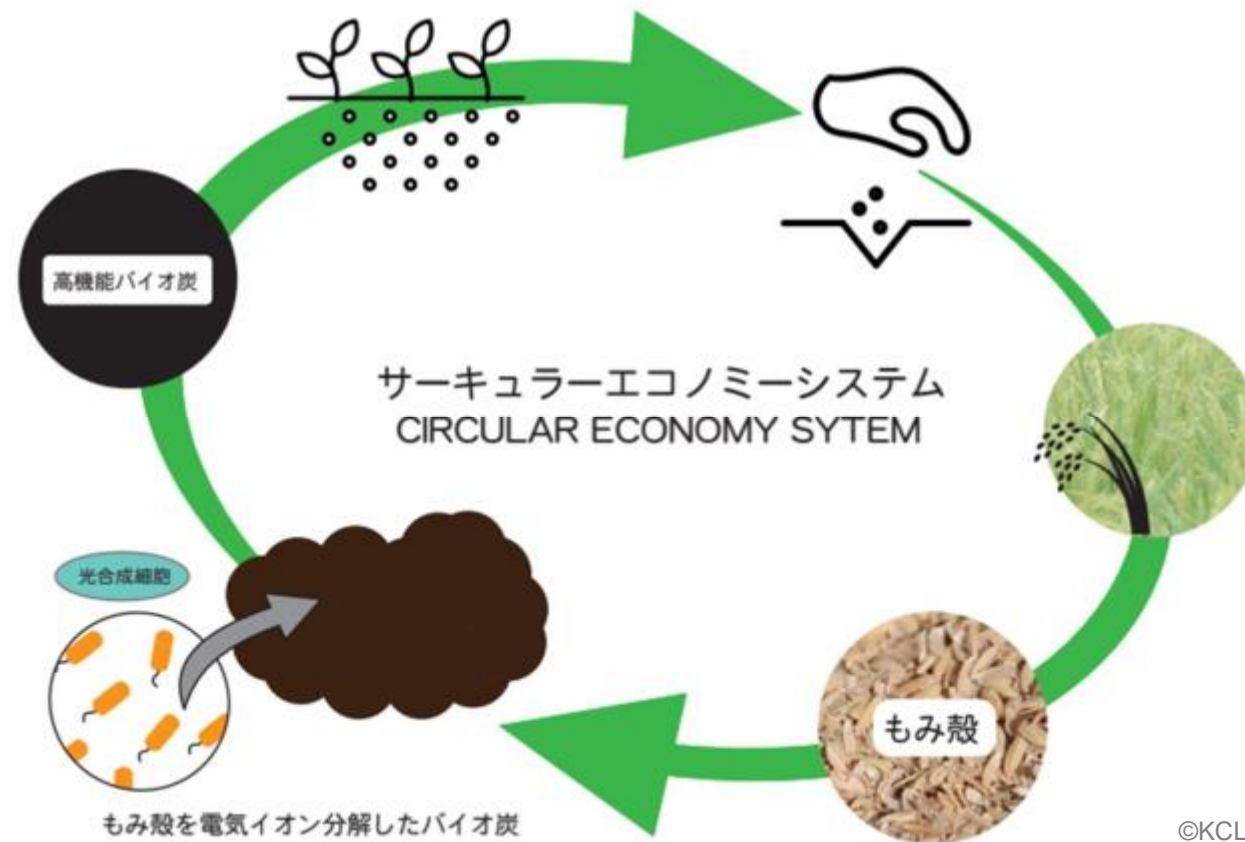 高機能バイオ炭
サーキュラーエコノミーシステム
CIRCULAR ECONOMY SYTEM
光合成細胞
もみ殻
もみ殻を電気イオン分解したバイオ炭
©KCL